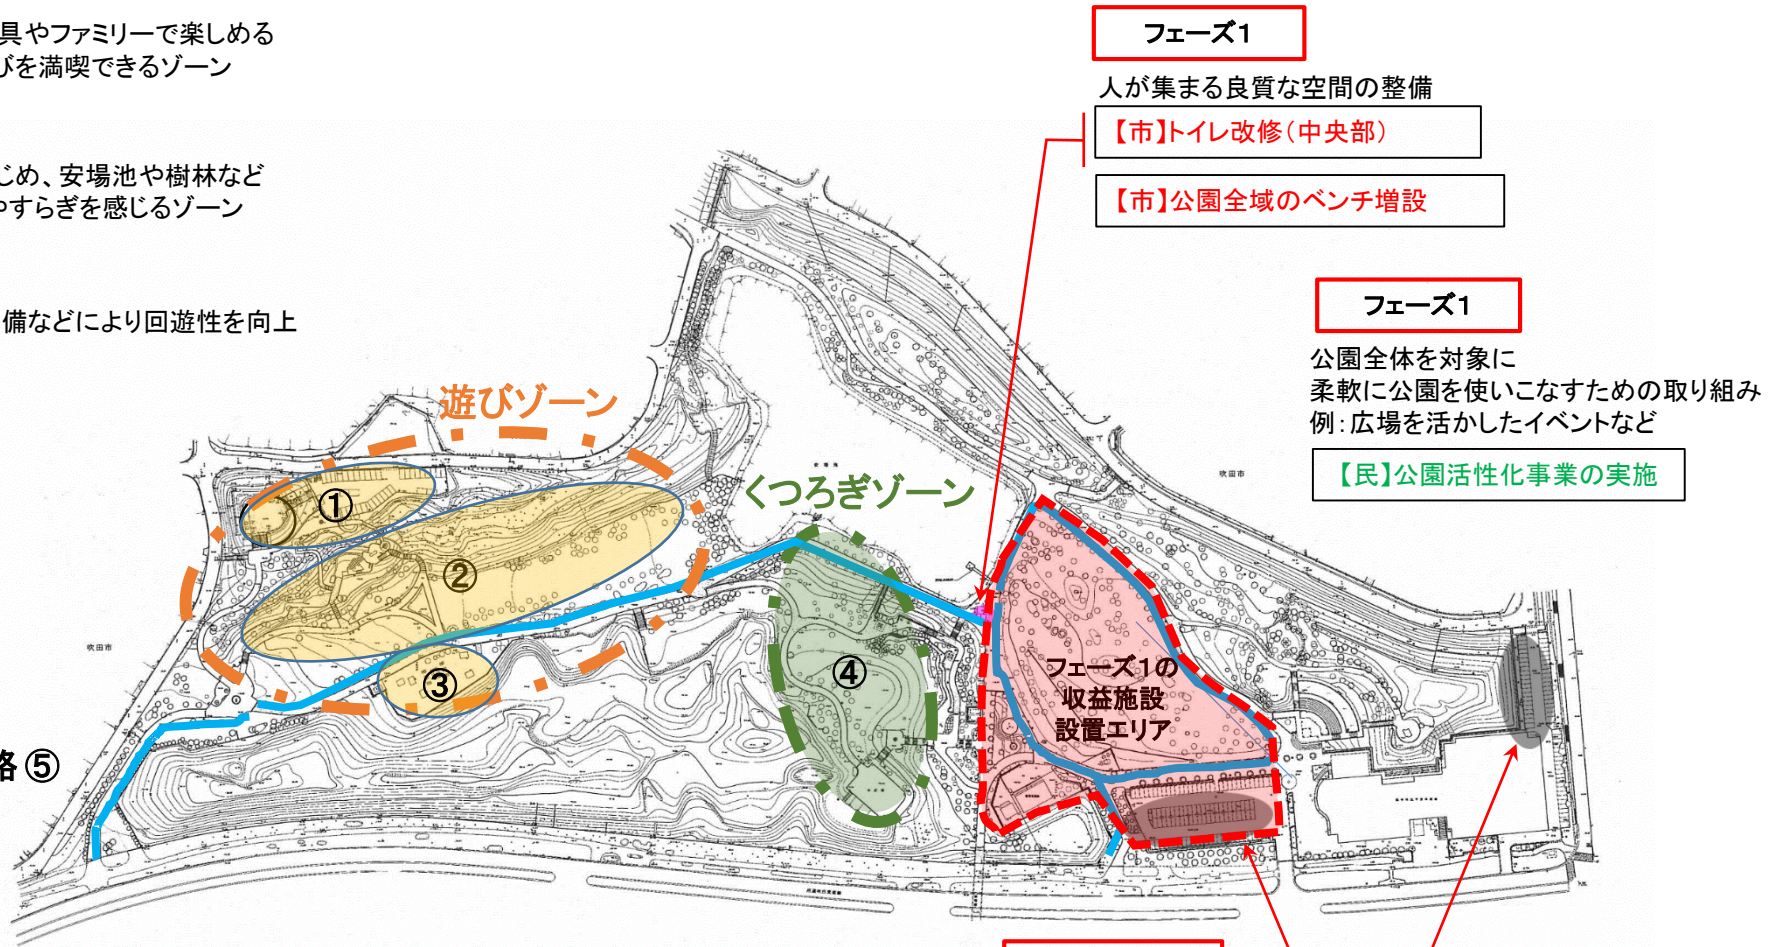 具やファミリーで楽しめる
びを満喫できるゾーン
じめ、安場池や樹林など
やすらぎを感じるゾーン
備などにより回遊性を向上
フェーズ1
人が集まる良質な空間の整備
【市】トイレ改修(中央部)
【市】公園全域のベンチ増設
フェーズ1
公園全体を対象に
柔軟に公園を使いこなすための取り組み
例:広場を活かしたイベントなど
【民】公園活性化事業の実施
遊びゾーン
くつろぎゾーン
吹田市
①
②
③
④
フェーズ1の
収益施設
設置エリア
吹田市
路⑤